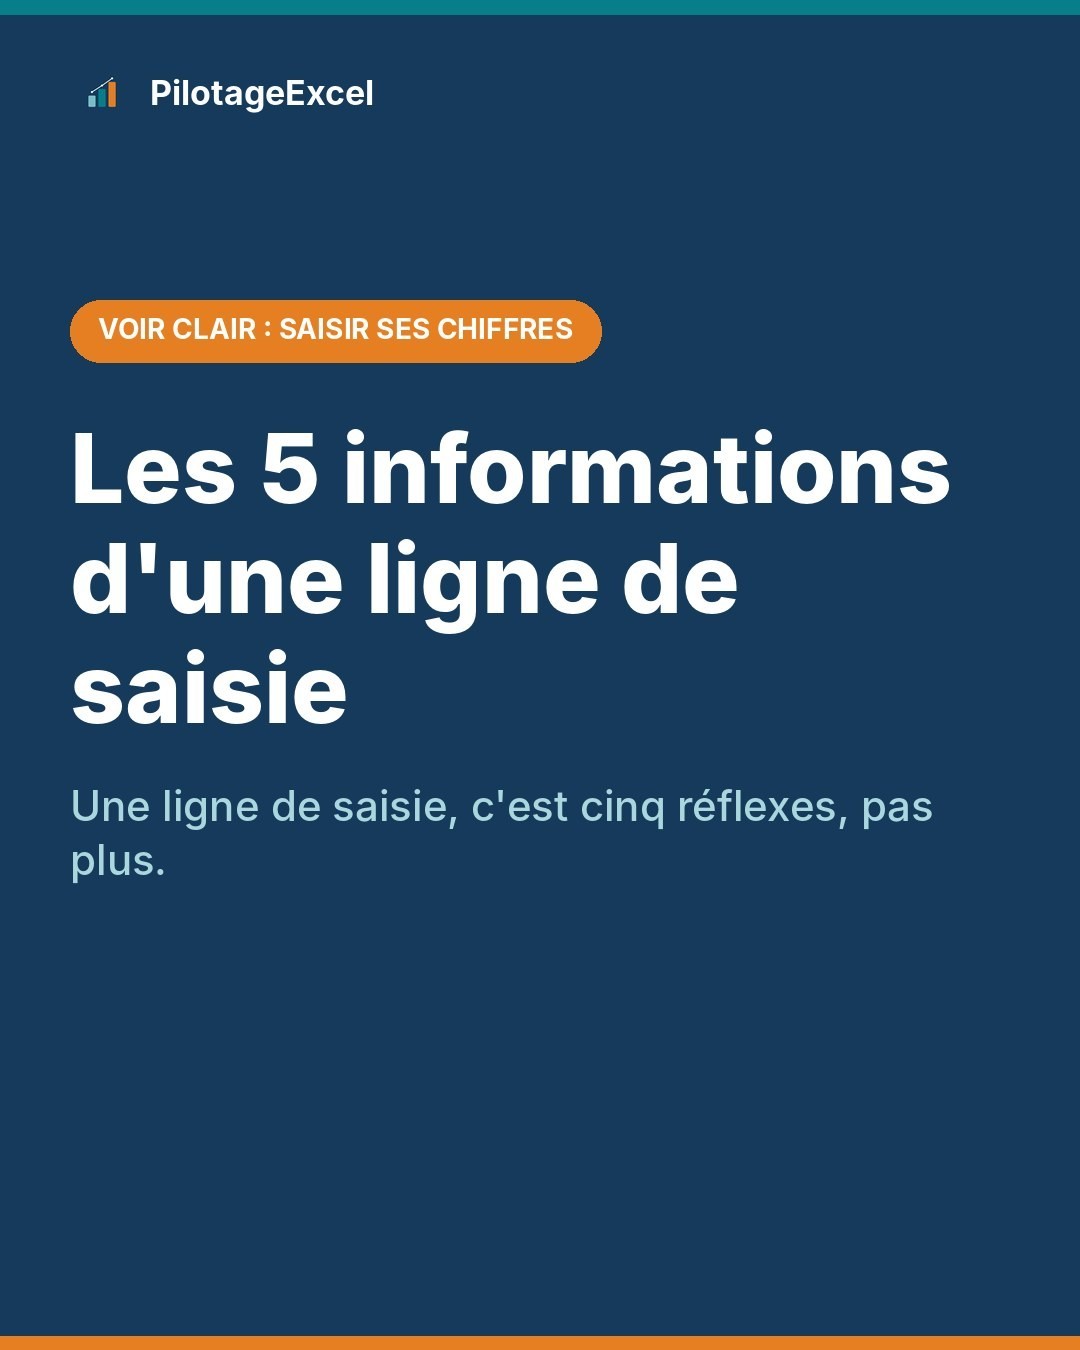 PilotageExcel
VOIR CLAIR : SAISIR SES CHIFFRES
Les 5 informations
d'une ligne de
saisie
Une ligne de saisie, c'est cinq réflexes, pas
plus.